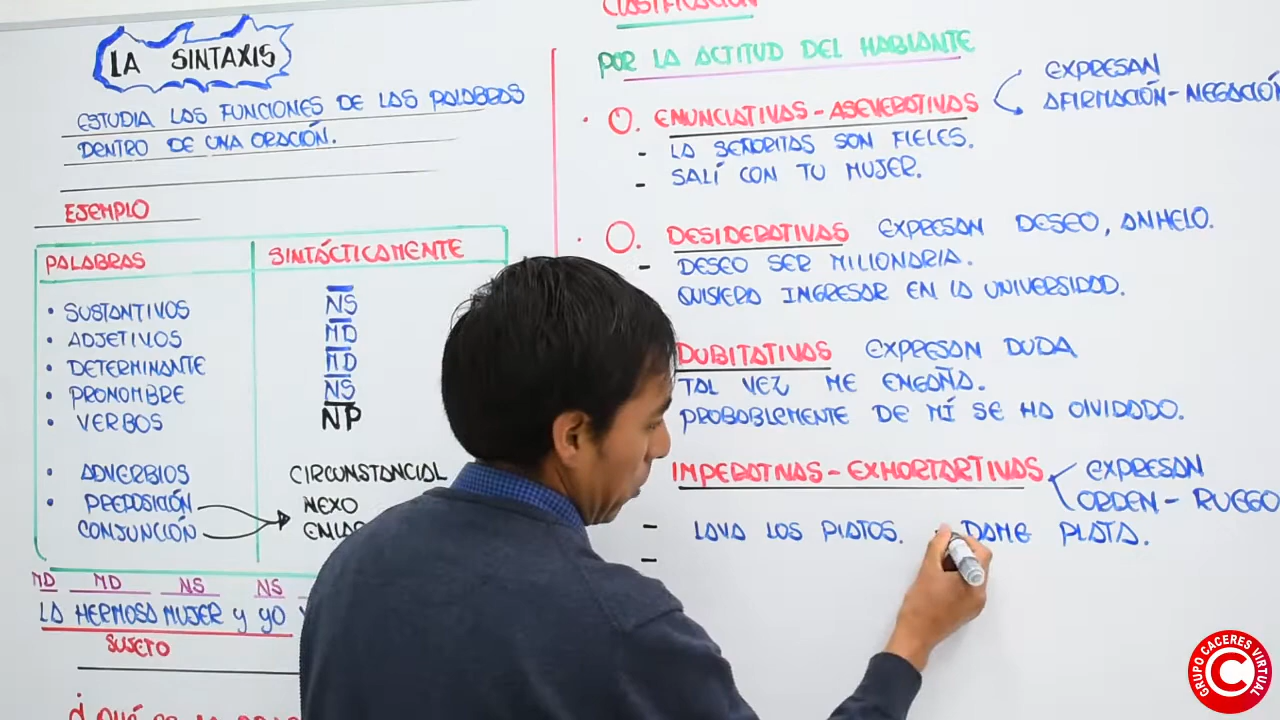 LA SINTAXIS
ESTUDIA LAS FUNCIONES DE LAS PALABRAS
DENTRO DE UNA ORACIÓN.
EJEMPLO
PALABRAS
SINTÁCTICAMENTE
• SUSTANTIVOS NS
• ADJETIVOS MD
• DETERMINANTE MD
• PRONOMBRE NS
• VERBOS NP
• ADVERBIOS CIRCUNSTANCIAL
• PREPOSICIÓN NEXO
CONJUNCIÓN
MD MD NS NS
LA HERMOSA MUJER y yo
SUJETO
CLASIFICACIÓN
POR LA ACTITUD DEL HABLANTE
• O. ENUNCIATIVAS - ASEVERATIVAS
EXPRESAN
AFIRMACIÓN - NEGACIÓN
- LA SEÑORITAS SON FIELES.
- SALÍ CON TU MUJER.
• O. DESIDERATIVAS EXPRESAN DESEO, ANHELO.
- DESEO SER MILIONARIA.
QUISIERA INGRESAR EN LA UNIVERSIDAD.
DUBITATIVAS EXPRESAN DUDA
TAL VEZ ME ENGAÑA.
PROBABLEMENTE DE MÍ SE HA OLVIDADO.
IMPERATIVAS - EXHORTARTIVAS
EXPRESAN
ORDEN - RUEGO
- LAVA LOS PLATOS. DAME PLATA.
-
GRUPO CACERES VIRTUAL
C